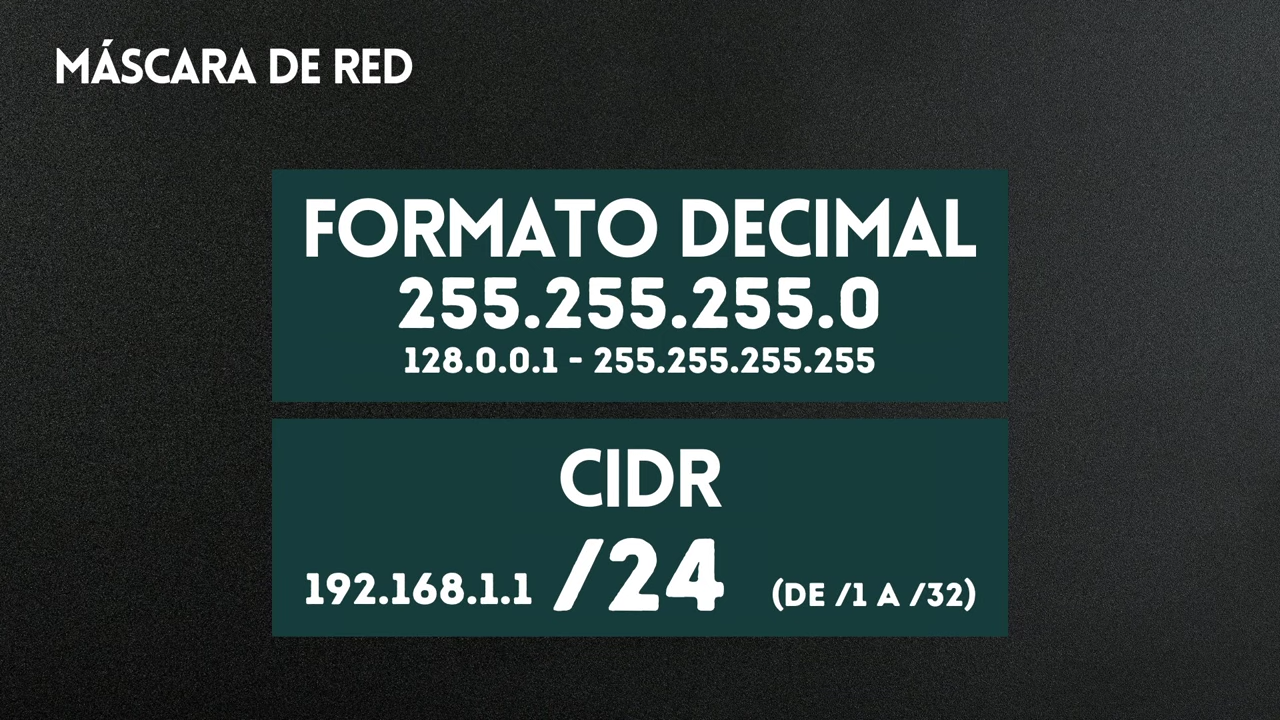 MÁSCARA DE RED
FORMATO DECIMAL
255.255.255.0
128.0.0.1 - 255.255.255.255
CIDR
192.168.1.1 /24 (DE /1 A /32)